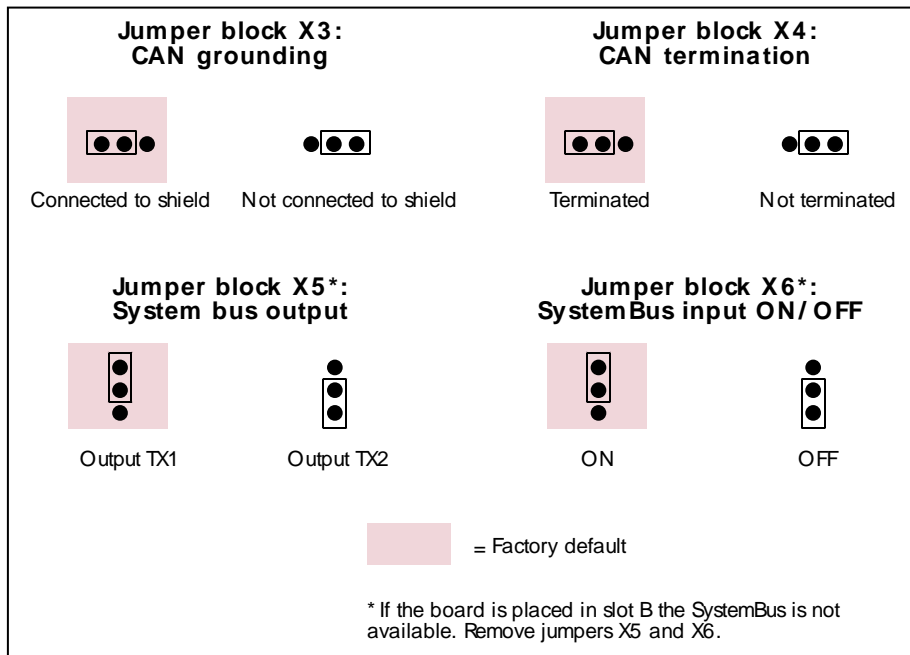 Jumper block X3:
CAN grounding
Jumper block X4:
CAN termination
Connected to shield
Not connected to shield
Terminated
Not terminated
Jumper block X5*:
System bus output
Jumper block X6*:
SystemBus input ON/OFF
Output TX1
Output TX2
ON
OFF
= Factory default
* If the board is placed in slot B the SystemBus is not
available. Remove jumpers X5 and X6.